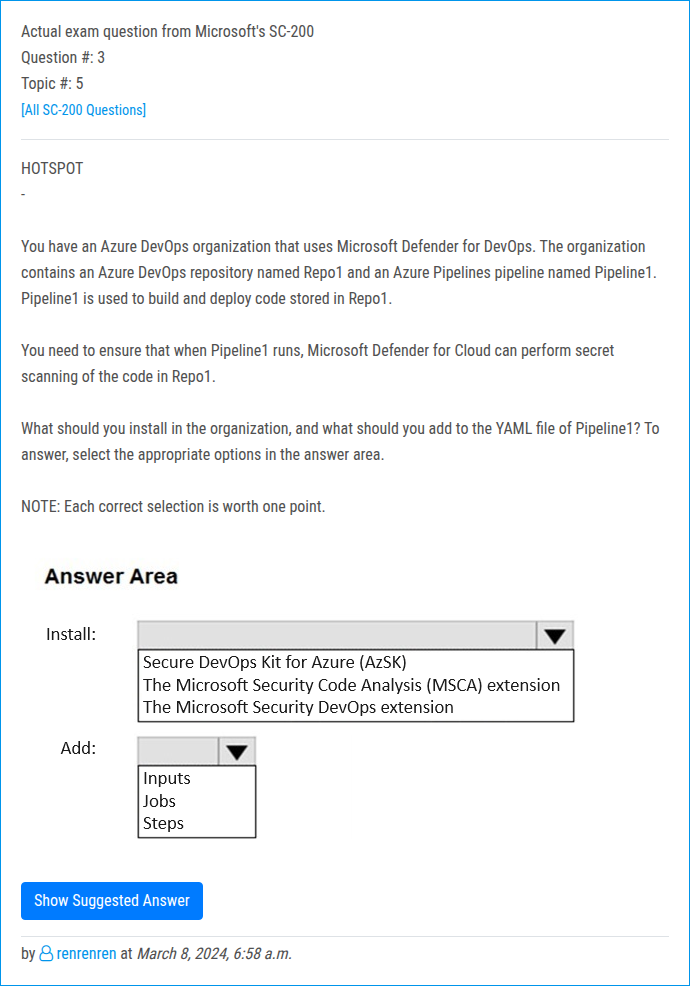 Actual exam question from Microsoft's SC-200
Question #: 3
Topic #: 5
[All SC-200 Questions]
HOTSPOT
-
You have an Azure DevOps organization that uses Microsoft Defender for DevOps. The organization
contains an Azure DevOps repository named Repo1 and an Azure Pipelines pipeline named Pipeline1.
Pipeline1 is used to build and deploy code stored in Repo1.
You need to ensure that when Pipeline1 runs, Microsoft Defender for Cloud can perform secret
scanning of the code in Repo1.
What should you install in the organization, and what should you add to the YAML file of Pipeline1? To
answer, select the appropriate options in the answer area.
NOTE: Each correct selection is worth one point.
Answer Area
Install:
Secure DevOps Kit for Azure (AzSK)
The Microsoft Security Code Analysis (MSCA) extension
The Microsoft Security DevOps extension
Add:
Inputs
Jobs
Steps
Show Suggested Answer
by renrenren at March 8, 2024, 6:58 a.m.